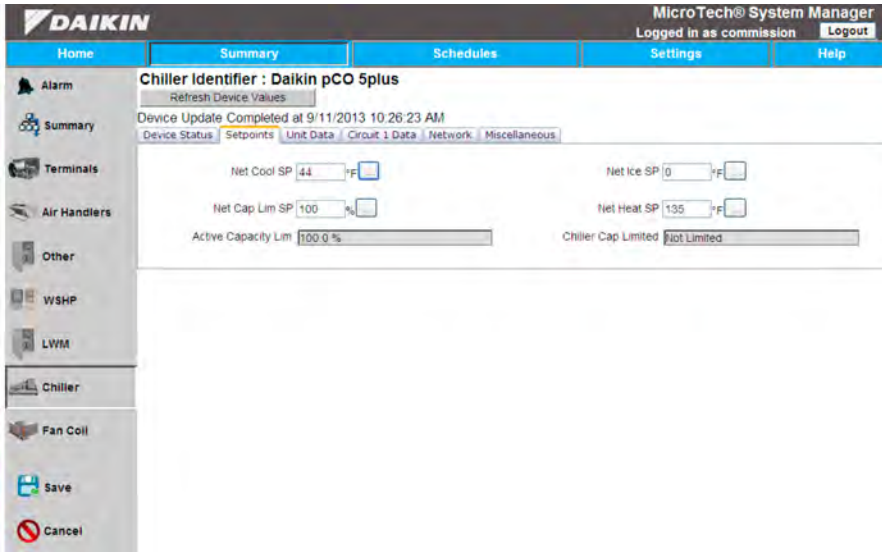 DAIKIN
MicroTech® System Manager
Logged in as commission Logout
Home Summary Schedules Settings Help
Alarm
Summary
Terminals
Air Handlers
Other
WSHP
LWM
Chiller
Fan Coil
Save
Cancel
Chiller Identifier : Daikin pCO 5plus
Refresh Device Values
Device Update Completed at 9/11/2013 10:26:23 AM
Device Status Setpoints Unit Data Circuit 1 Data Network Miscellaneous
Net Cool SP 44 °F ... Net Ice SP 0 °F ...
Net Cap Lim SP 100 % ... Net Heat SP 135 °F ...
Active Capacity Lim 100.0 % Chiller Cap Limited Not Limited